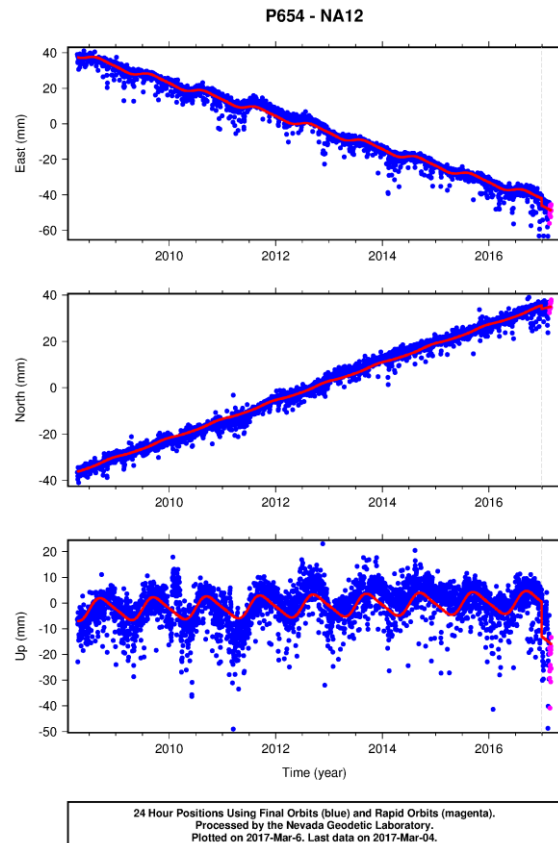 P654 - NA12
40
20
0
-20
-40
-60
East (mm)
2010 2012 2014 2016
40
20
0
-20
-40
North (mm)
2010 2012 2014 2016
20
10
0
-10
-20
-30
-40
-50
Up (mm)
2010 2012 2014 2016
Time (year)
24 Hour Positions Using Final Orbits (blue) and Rapid Orbits (magenta).
Processed by the Nevada Geodetic Laboratory.
Plotted on 2017-Mar-6. Last data on 2017-Mar-04.